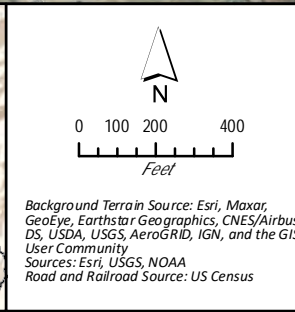 N
0 100 200 400
Feet
Background Terrain Source: Esri, Maxar,
GeoEye, Earthstar Geographics, CNES/Airbus
DS, USDA, USGS, AeroGRID, IGN, and the GIS
User Community
Sources: Esri, USGS, NOAA
Road and Railroad Source: US Census